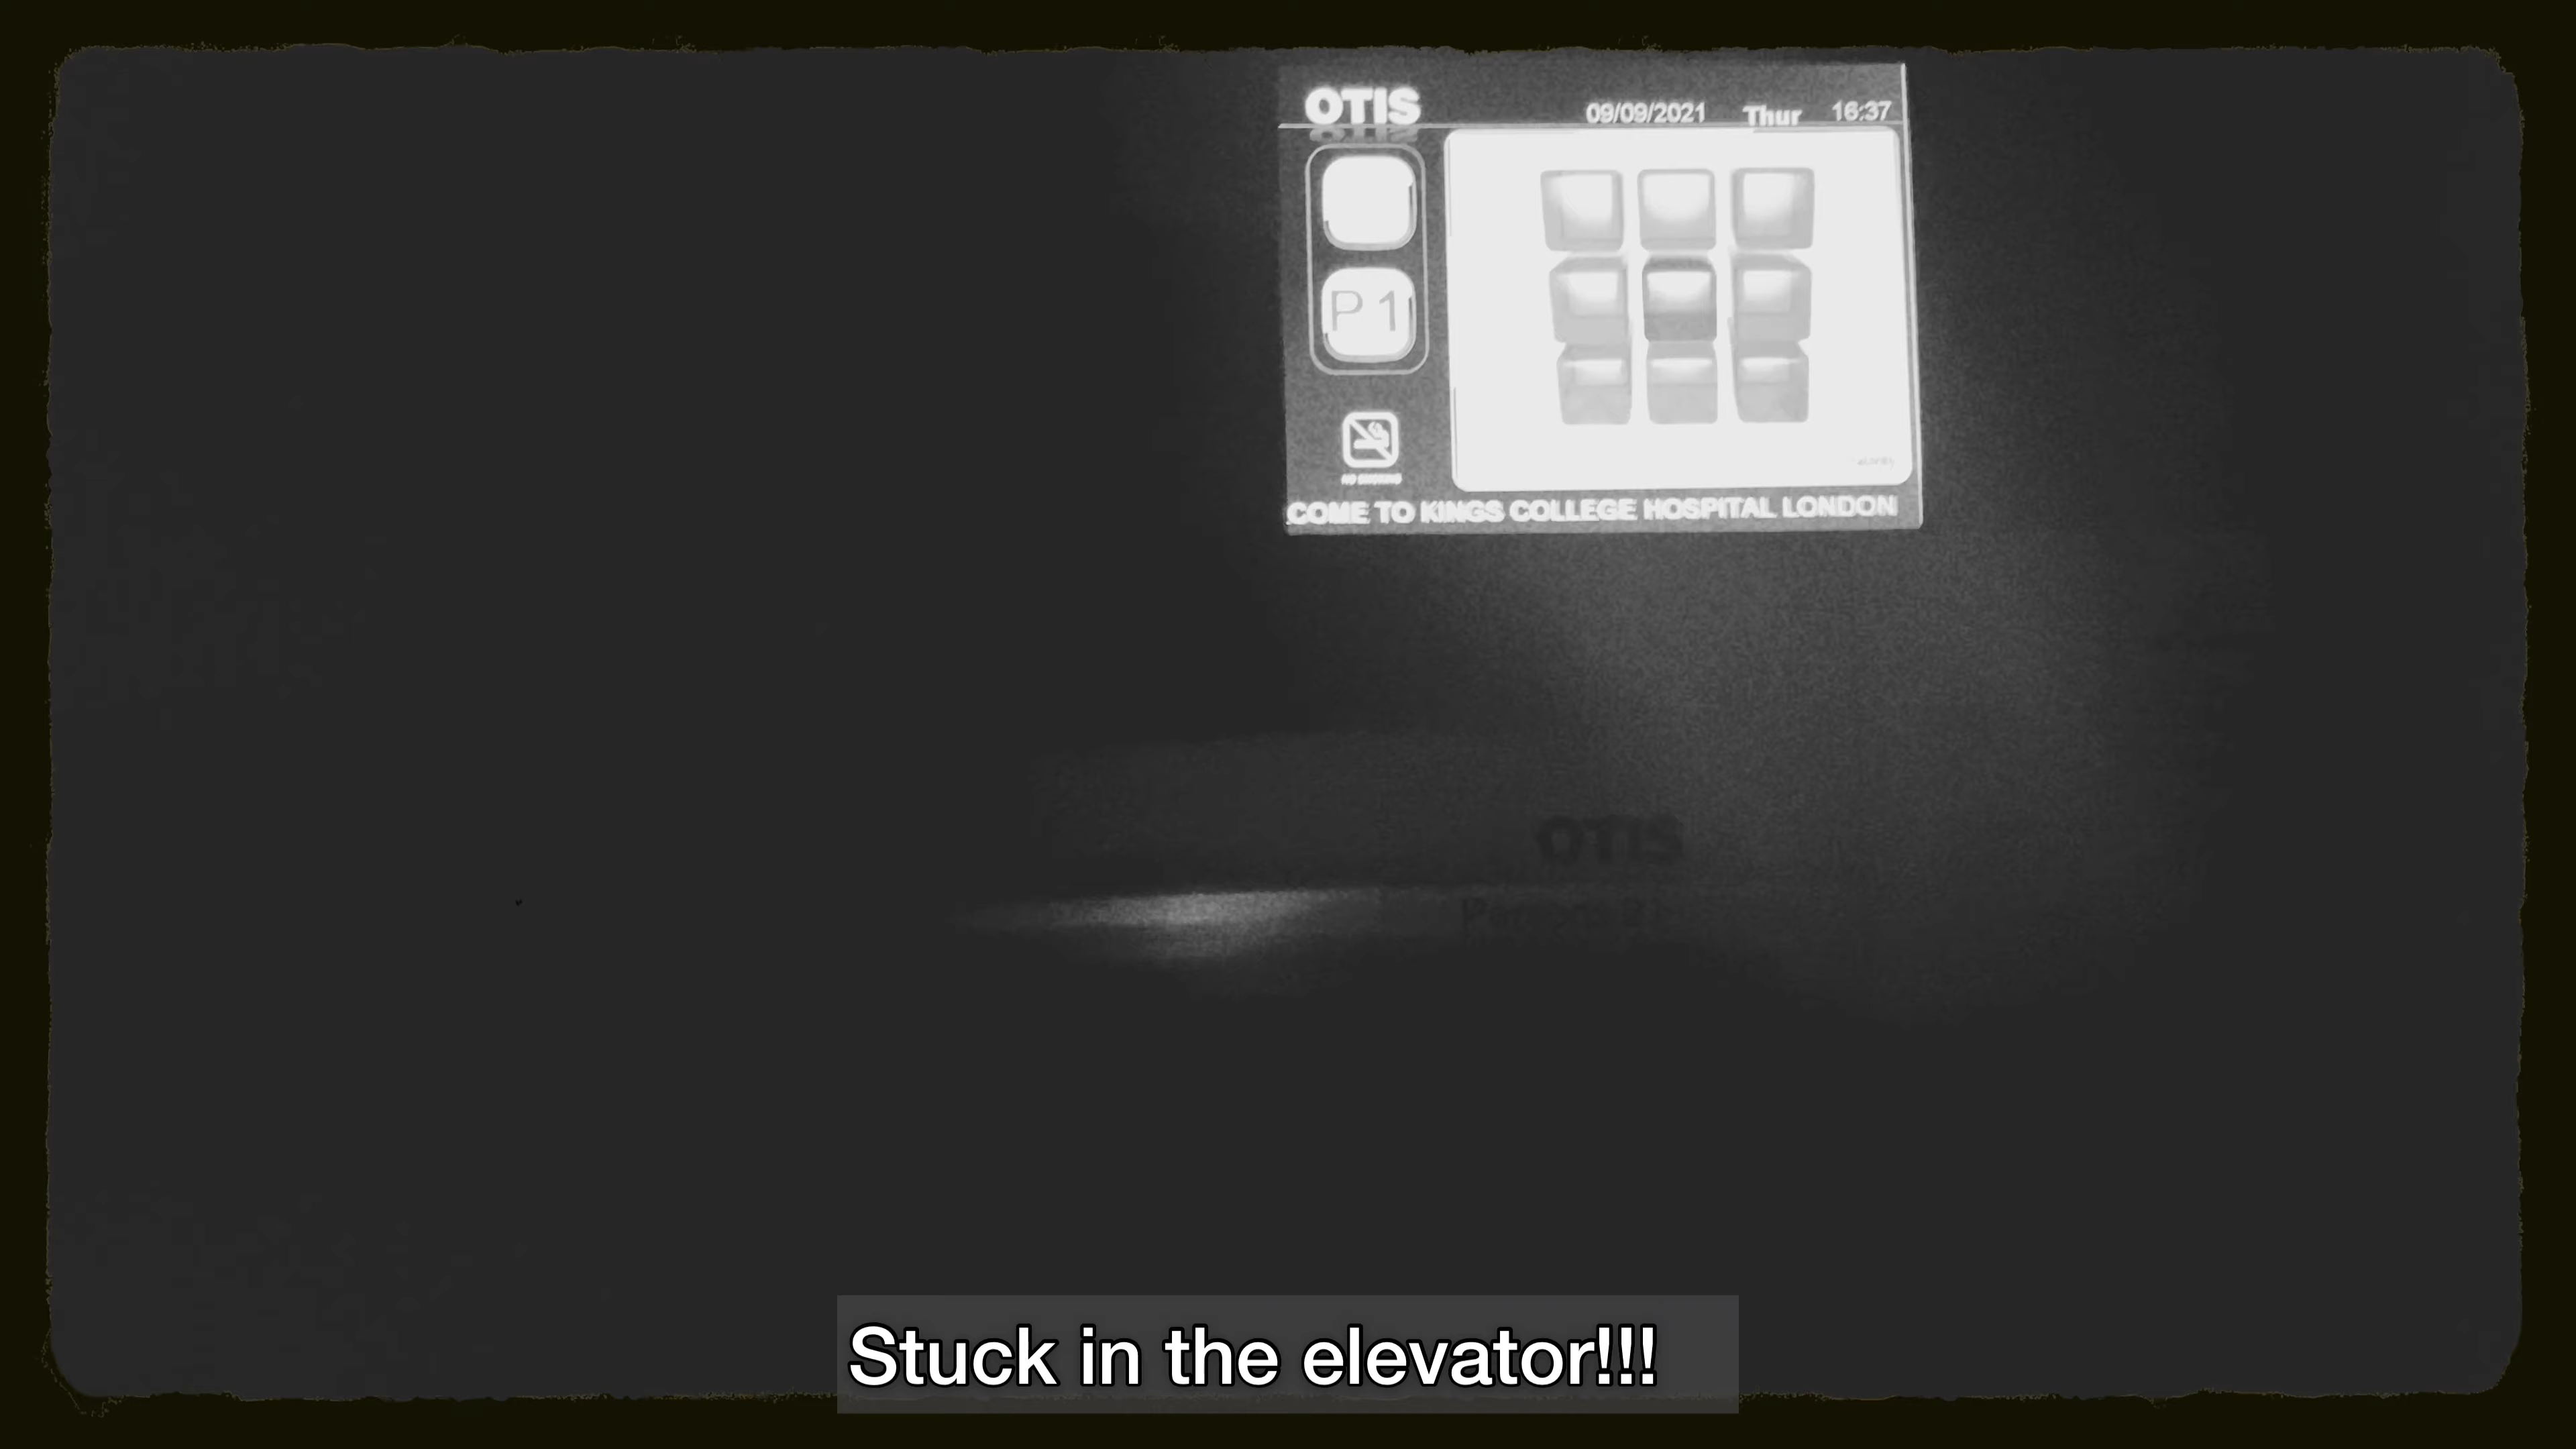 OTIS
09/09/2021 Thur 16:37
P1
COME TO KINGS COLLEGE HOSPITAL LONDON
OTIS
Stuck in the elevator!!!